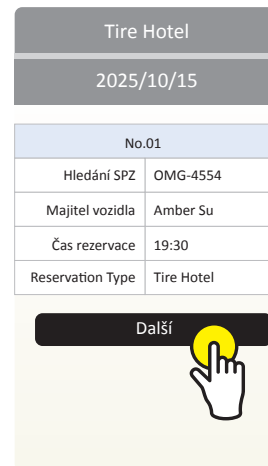 Tire Hotel
2025/10/15
No.01
Hledání SPZ OMG-4554
Majitel vozidla Amber Su
Čas rezervace 19:30
Reservation Type Tire Hotel
Další